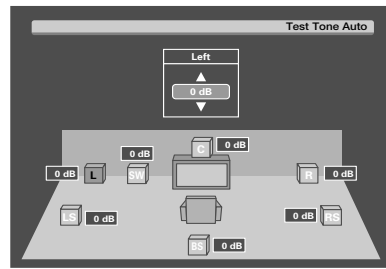 Test Tone Auto
Left
0 dB
C 0 dB
0 dB
0 dB L SW R 0 dB
LS 0 dB 0 dB RS
BS 0 dB